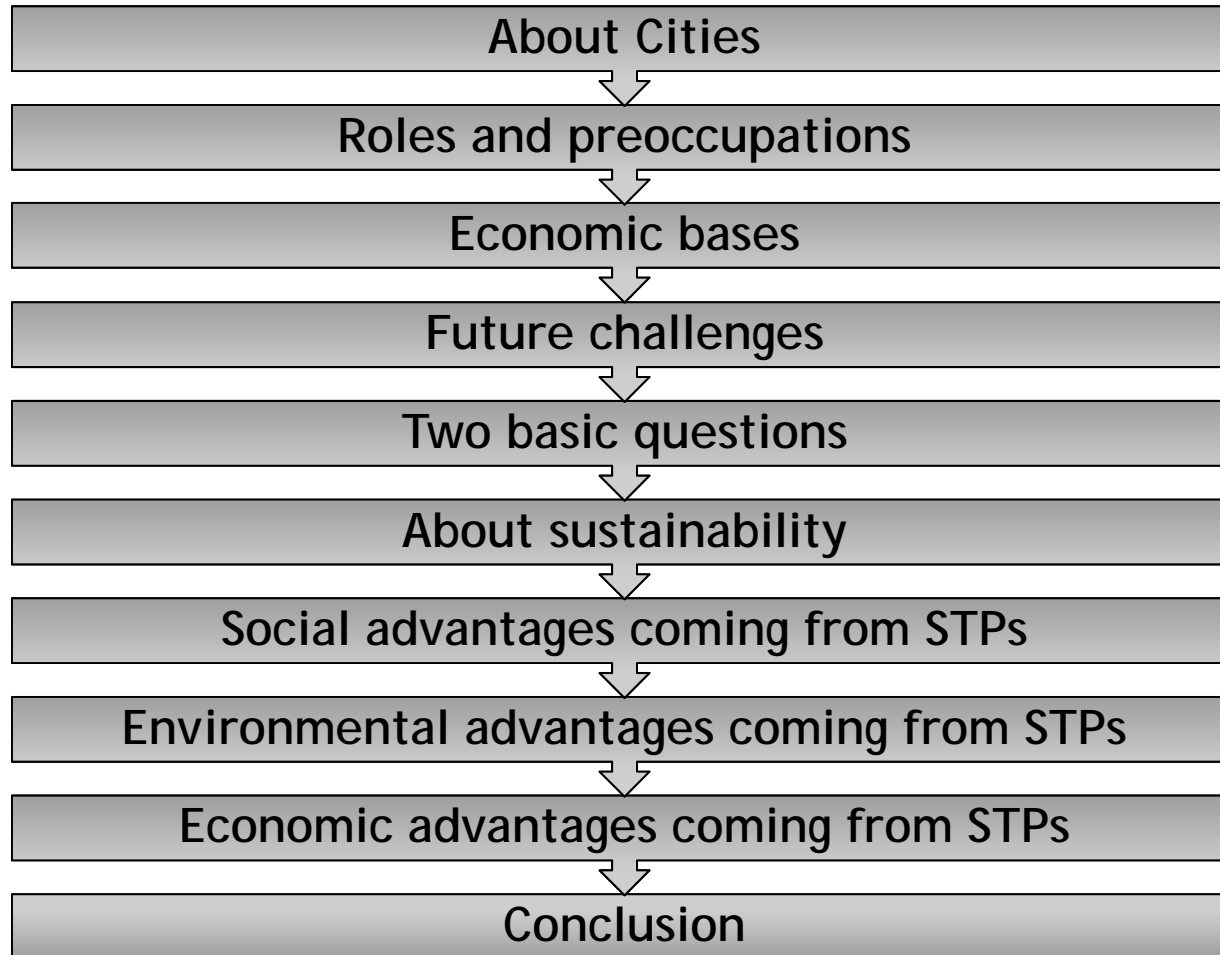 About Cities
Roles and preoccupations
Economic bases
Future challenges
Two basic questions
About sustainability
Social advantages coming from STPs
Environmental advantages coming from STPs
Economic advantages coming from STPs
Conclusion